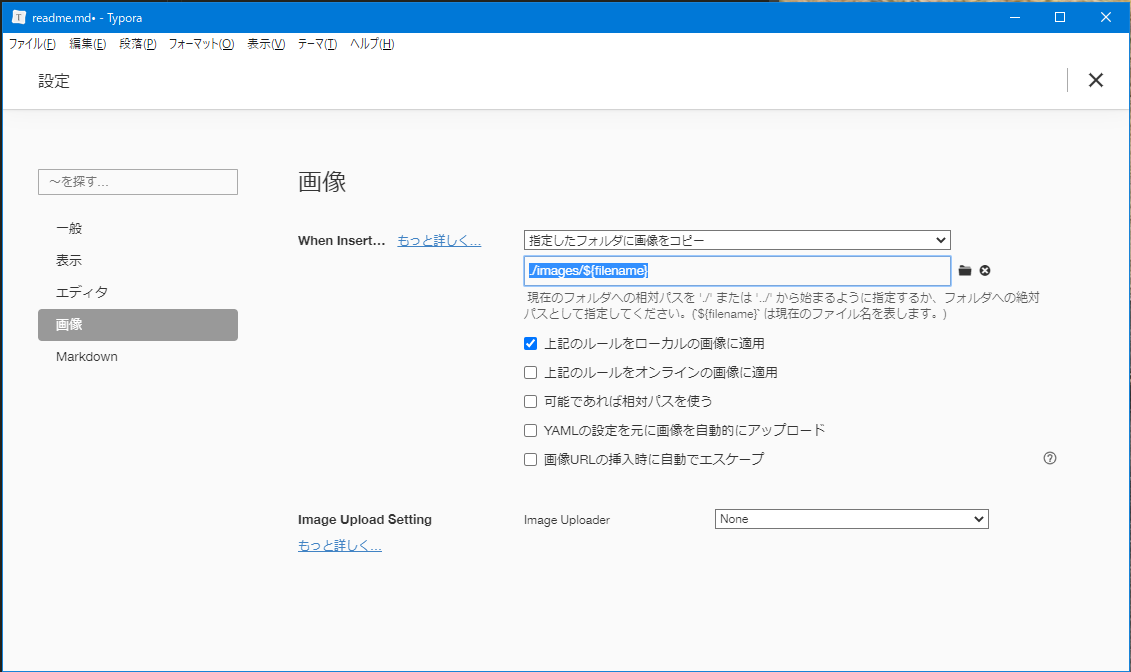 readme.md• - Typora
ファイル(F) 編集(E) 段落(P) フォーマット(O) 表示(V) テーマ(T) ヘルプ(H)
設定
～を探す…
一般
表示
エディタ
画像
Markdown
画像
When Insert… もっと詳しく…
指定したフォルダに画像をコピー
./images/${filename}
現在のフォルダへの相対パスを './' または '../' から始まるように指定するか、フォルダへの絶対
パスとして指定してください。(`${filename}` は現在のファイル名を表します。)
上記のルールをローカルの画像に適用
上記のルールをオンラインの画像に適用
可能であれば相対パスを使う
YAMLの設定を元に画像を自動的にアップロード
画像URLの挿入時に自動でエスケープ
Image Upload Setting
Image Uploader
None
もっと詳しく…